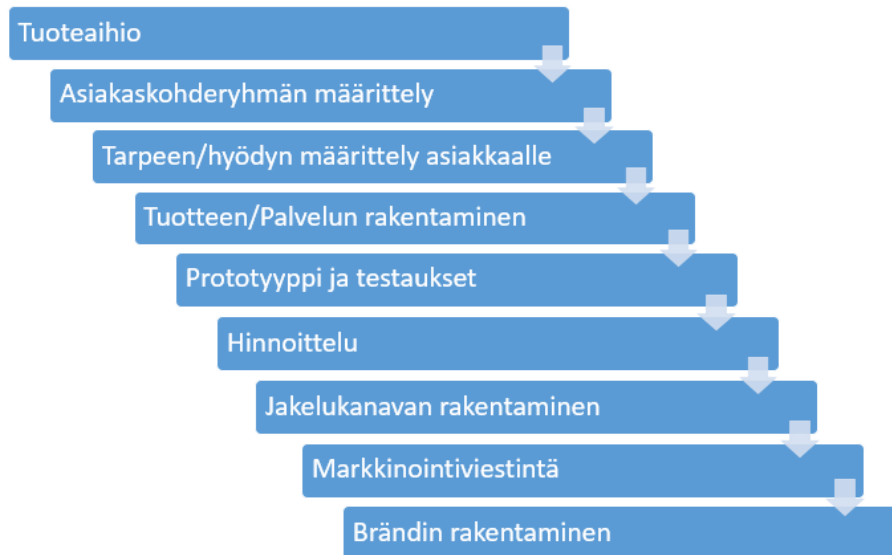 Tuoteaihio
Asiakaskohderyhmän määrittely
Tarpeen/hyödyn määrittely asiakkaalle
Tuotteen/Palvelun rakentaminen
Prototyyppi ja testaukset
Hinnoittelu
Jakelukanavan rakentaminen
Markkinointiviestintä
Brändin rakentaminen